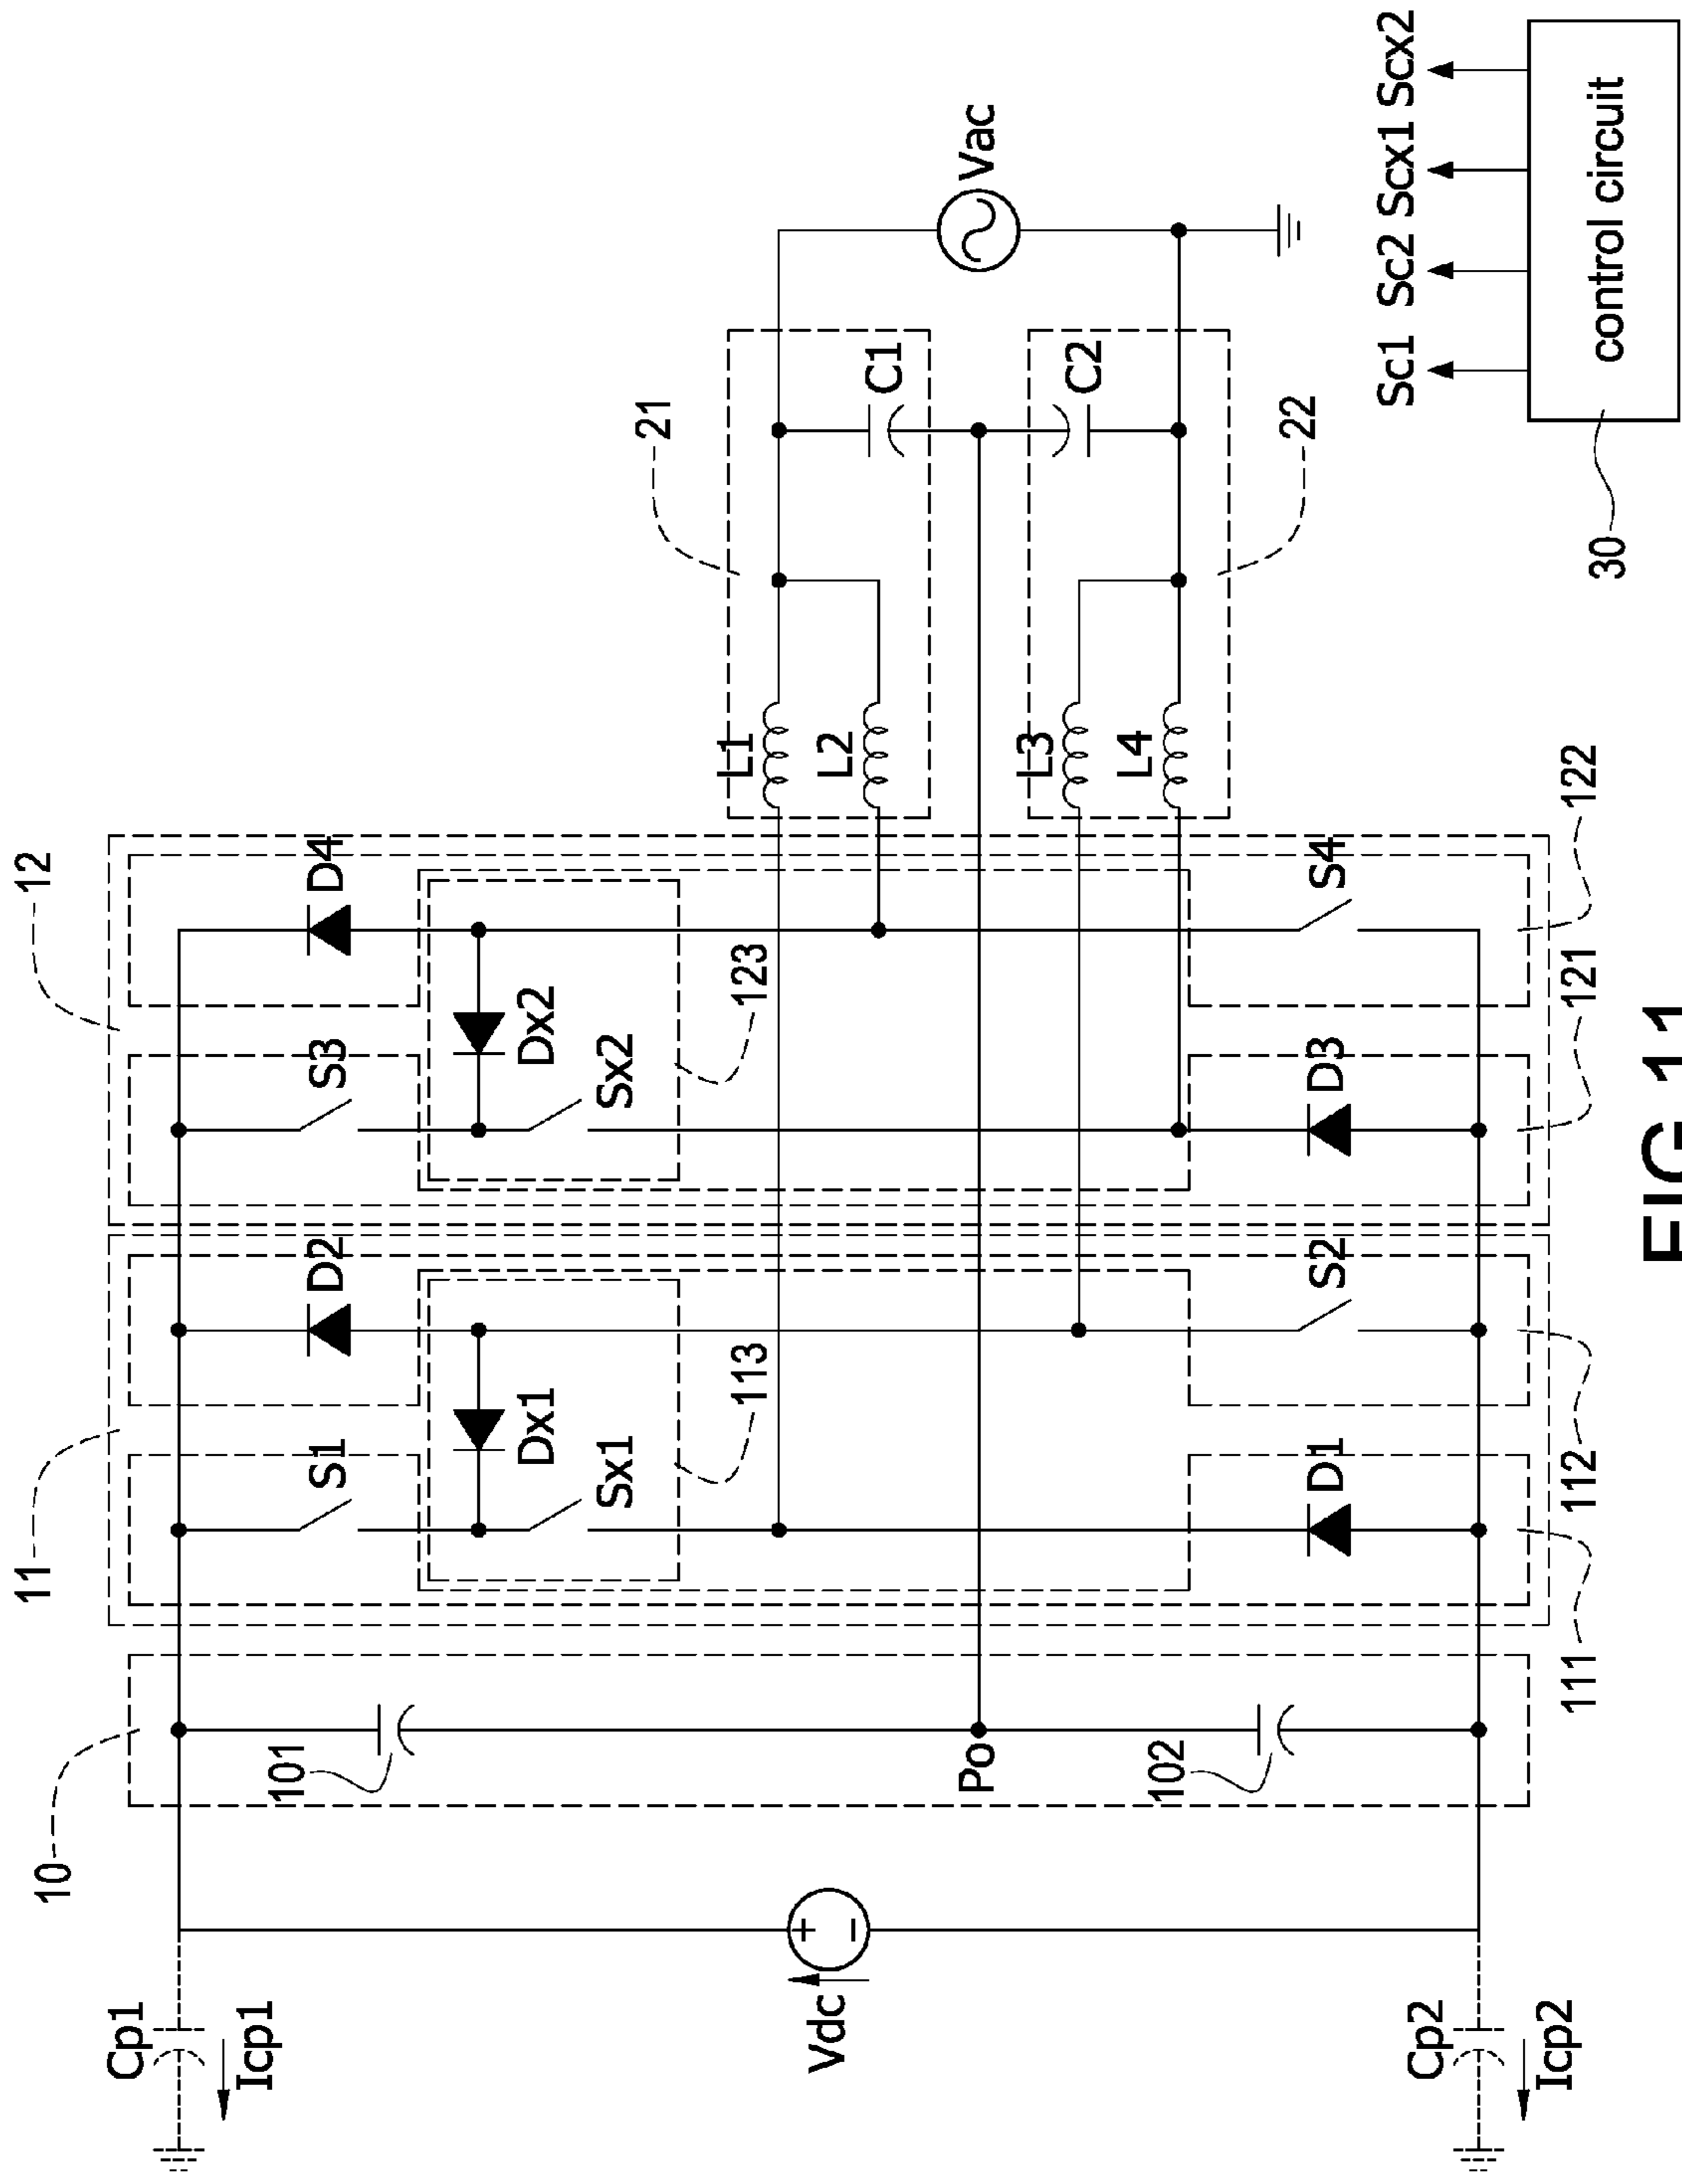 12
11
10
D4
S3
D2
S1
Dx2
Sx2
123
Dx1
Sx1
113
101
Po
102
Cp1
Icp1
Vdc
+
−
Cp2
Icp2
21
L1
L2
C1
L3
L4
C2
22
Vac
S4
D3
S2
D1
122
121
112
111
Sc1 Sc2 Scx1 Scx2
control circuit
30
FIG.11